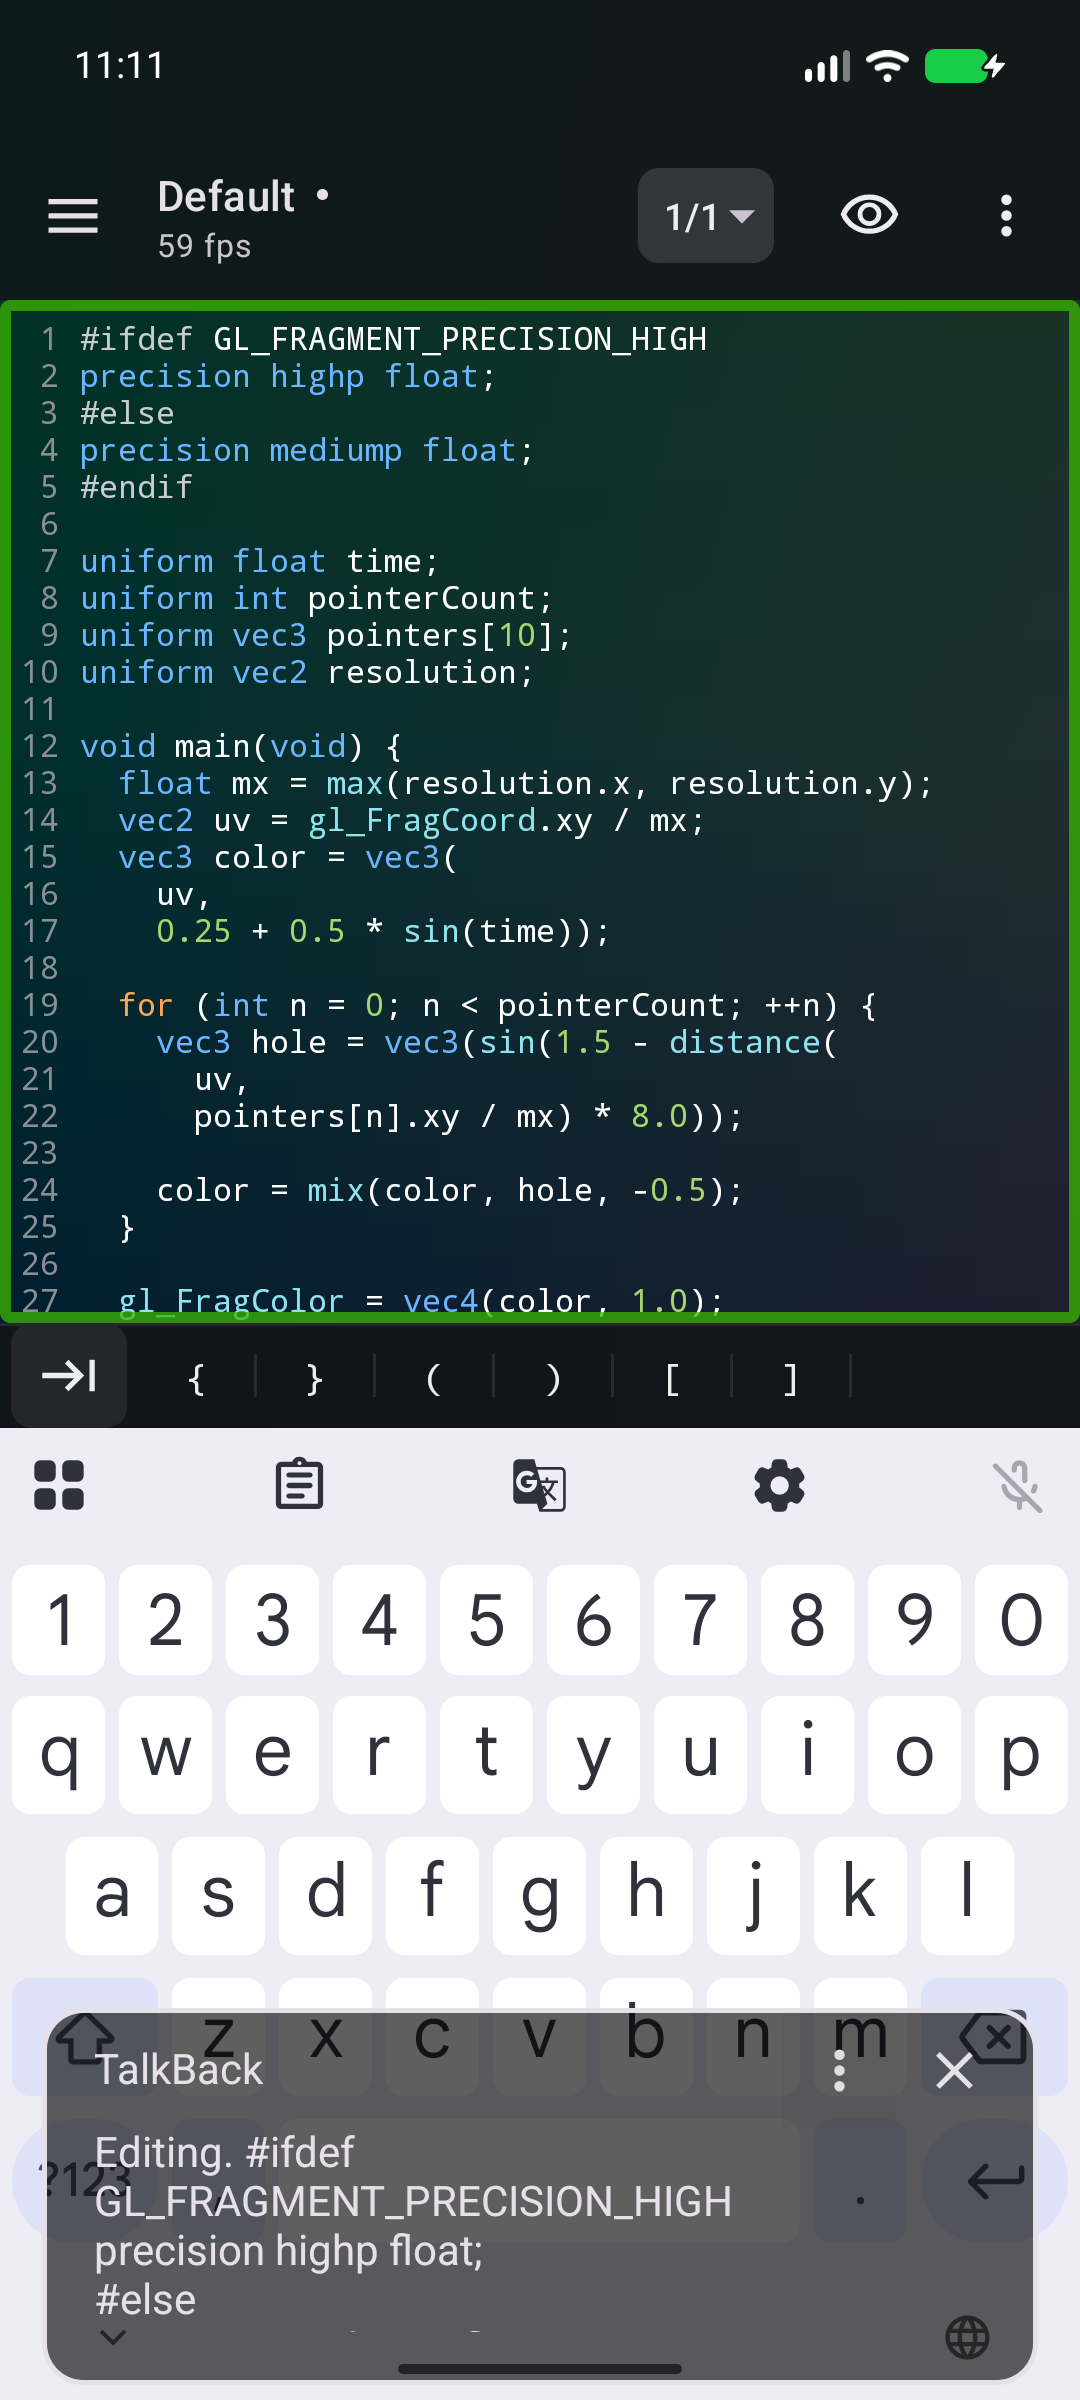 11:11
Default •
59 fps
1/1
1 #ifdef GL_FRAGMENT_PRECISION_HIGH
2 precision highp float;
3 #else
4 precision mediump float;
5 #endif
6
7 uniform float time;
8 uniform int pointerCount;
9 uniform vec3 pointers[10];
10 uniform vec2 resolution;
11
12 void main(void) {
13   float mx = max(resolution.x, resolution.y);
14   vec2 uv = gl_FragCoord.xy / mx;
15   vec3 color = vec3(
16     uv,
17     0.25 + 0.5 * sin(time));
18
19   for (int n = 0; n < pointerCount; ++n) {
20     vec3 hole = vec3(sin(1.5 - distance(
21       uv,
22       pointers[n].xy / mx) * 8.0));
23
24     color = mix(color, hole, -0.5);
25   }
26
27   gl_FragColor = vec4(color, 1.0);
{ } ( ) [ ]
1 2 3 4 5 6 7 8 9 0
q w e r t y u i o p
a s d f g h j k l
z x c v b n m
?123 , .
TalkBack
Editing. #ifdef
GL_FRAGMENT_PRECISION_HIGH
precision highp float;
#else